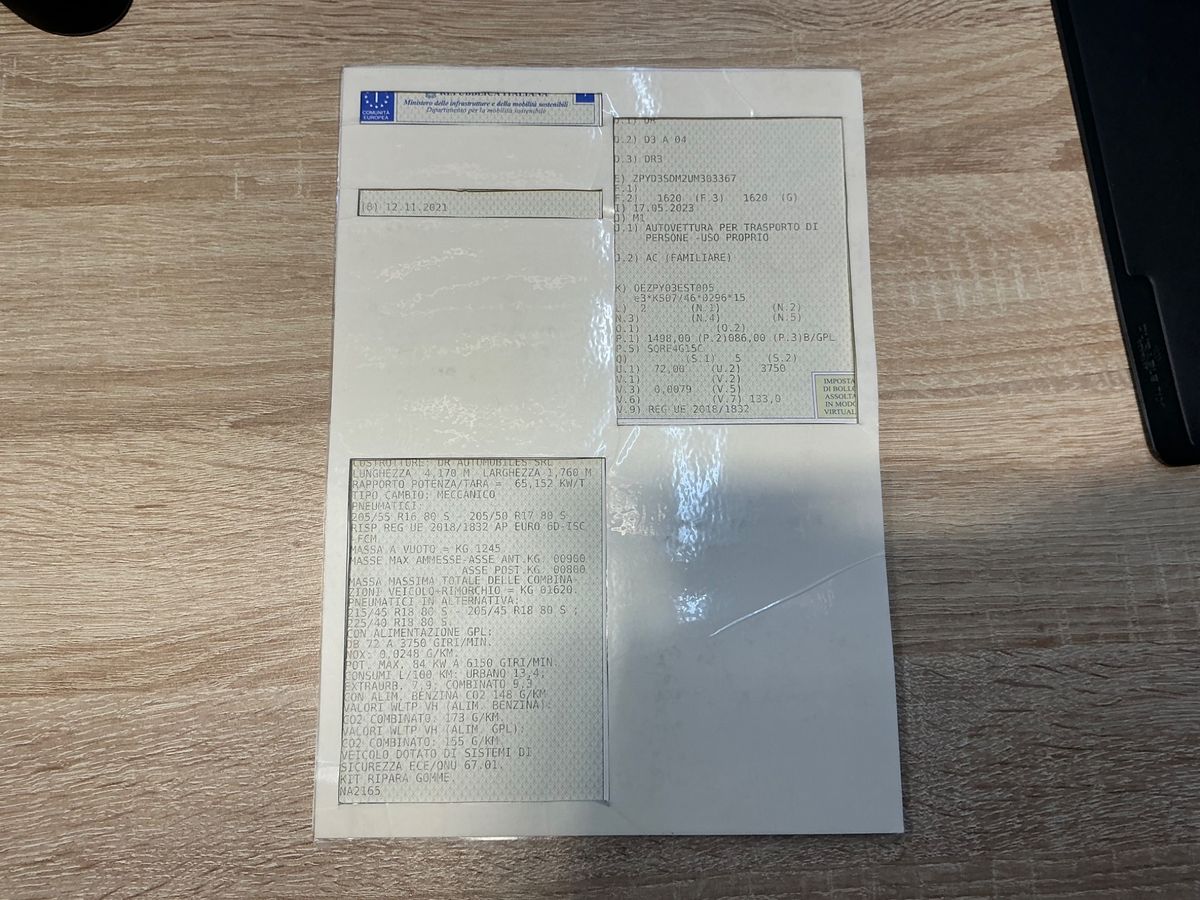 REPUBBLICA ITALIANA
Ministero delle infrastrutture e della mobilità sostenibili
Dipartimento per la mobilità sostenibile
COMUNITÀ
EUROPEA
I
(B) 12.11.2021
D.1) DR
D.2) D3 A 04
D.3) DR3
E) ZPYD3SDM2UM303367
F.1)
F.2) 1620 (F.3) 1620 (G)
I) 17.05.2023
J) M1
J.1) AUTOVETTURA PER TRASPORTO DI
PERSONE -USO PROPRIO
J.2) AC (FAMILIARE)
K) OEZPY03EST005
e3*KS07/46*0296*15
L) 2 (N.1) (N.2)
N.3) (N.4) (N.5)
O.1) (O.2)
P.1) 1498,00 (P.2)086,00 (P.3)B/GPL
P.5) SQRE4G15C
Q) (S.1) 5 (S.2)
U.1) 72,00 (U.2) 3750
V.1) (V.2)
V.3) 0,0079 (V.5)
V.6) (V.7) 133,0
V.9) REG UE 2018/1832
IMPOSTA
DI BOLLO
ASSOLTA
IN MODO
VIRTUAL
COSTRUTTORE: DR AUTOMOBILES SRL
LUNGHEZZA 4,170 M LARGHEZZA 1,760 M
RAPPORTO POTENZA/TARA = 65,152 KW/T
TIPO CAMBIO: MECCANICO
PNEUMATICI:
205/55 R16 80 S - 205/50 R17 80 S
RISP REG UE 2018/1832 AP EURO 6D-ISC
-FCM
MASSA A VUOTO = KG 1245
MASSE MAX AMMESSE-ASSE ANT.KG. 00900
ASSE POST.KG. 00800
MASSA MASSIMA TOTALE DELLE COMBINA
ZIONI VEICOLO-RIMORCHIO = KG 01620.
PNEUMATICI IN ALTERNATIVA:
215/45 R18 80 S - 205/45 R18 80 S ;
225/40 R18 80 S.
CON ALIMENTAZIONE GPL:
DB 72 A 3750 GIRI/MIN.
NOX: 0,0248 G/KM.
POT. MAX. 84 KW A 6150 GIRI/MIN.
CONSUMI L/100 KM: URBANO 13,4;
EXTRAURB. 7,9; COMBINATO 9,9.
CON ALIM. BENZINA CO2 148 G/KM
VALORI WLTP VH (ALIM. BENZINA):
CO2 COMBINATO: 173 G/KM.
VALORI WLTP VH (ALIM. GPL):
CO2 COMBINATO: 155 G/KM.
VEICOLO DOTATO DI SISTEMI DI
SICUREZZA ECE/ONU 67.01.
KIT RIPARA GOMME.
NA2165